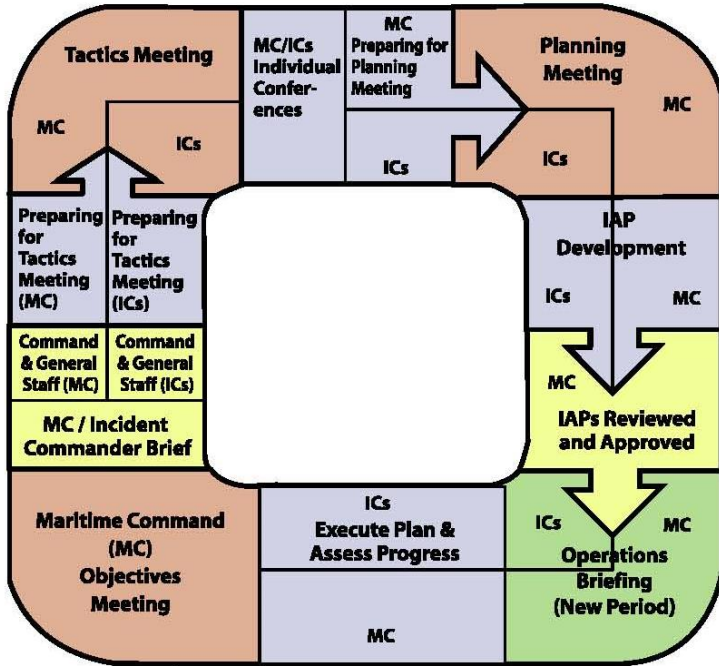 Tactics Meeting
MC
ICs
MC/ICs
Individual
Confer-
ences
MC
Preparing for
Planning
Meeting
ICs
Planning
Meeting
MC
ICs
Preparing
for
Tactics
Meeting
(MC)
Preparing
for
Tactics
Meeting
(ICs)
IAP
Development
ICs
MC
Command
& General
Staff (MC)
Command
& General
Staff (ICs)
MC / Incident
Commander Brief
MC
IAPs Reviewed
and Approved
Maritime Command
(MC)
Objectives
Meeting
ICs
Execute Plan &
Assess Progress
MC
ICs
MC
Operations
Briefing
(New Period)